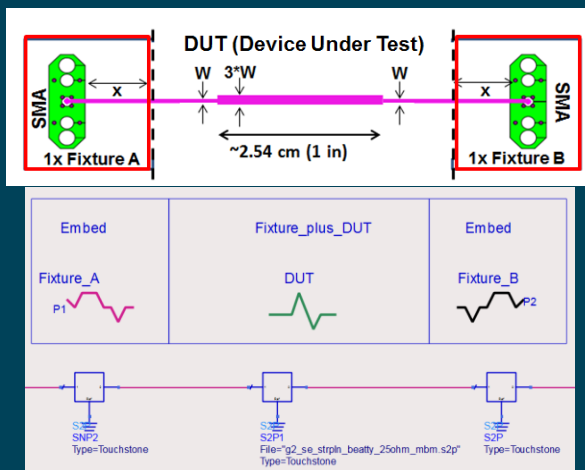 DUT (Device Under Test)
W
3*W
W
x
x
SMA
SMA
~2.54 cm (1 in)
1x Fixture A
1x Fixture B
Embed
Fixture_plus_DUT
Embed
Fixture_A
DUT
Fixture_B
P1
P2
SNP2
Type=Touchstone
S2P1
File="g2_se_strpln_beatty_25ohm_mbm.s2p"
Type=Touchstone
S2P
Type=Touchstone